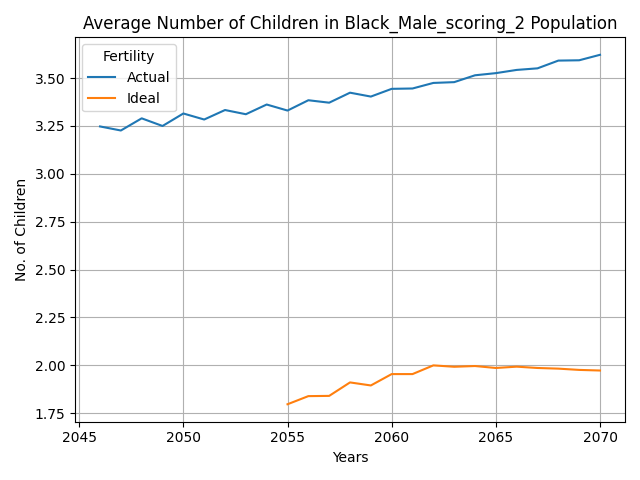 Average Number of Children in Black_Male_scoring_2 Population
Fertility
Actual
Ideal
3.50
3.25
3.00
2.75
2.50
2.25
2.00
1.75
No. of Children
2045 2050 2055 2060 2065 2070
Years